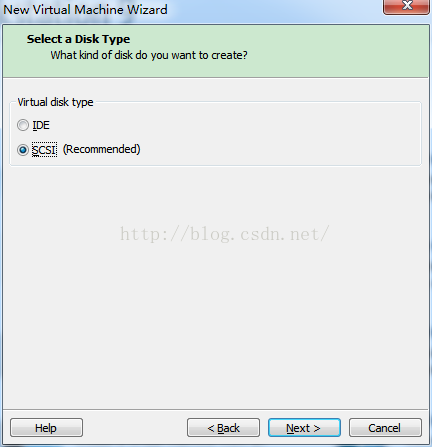 New Virtual Machine Wizard
Select a Disk Type
What kind of disk do you want to create?
Virtual disk type
IDE
SCSI (Recommended)
http://blog.csdn.net/
Help < Back Next > Cancel